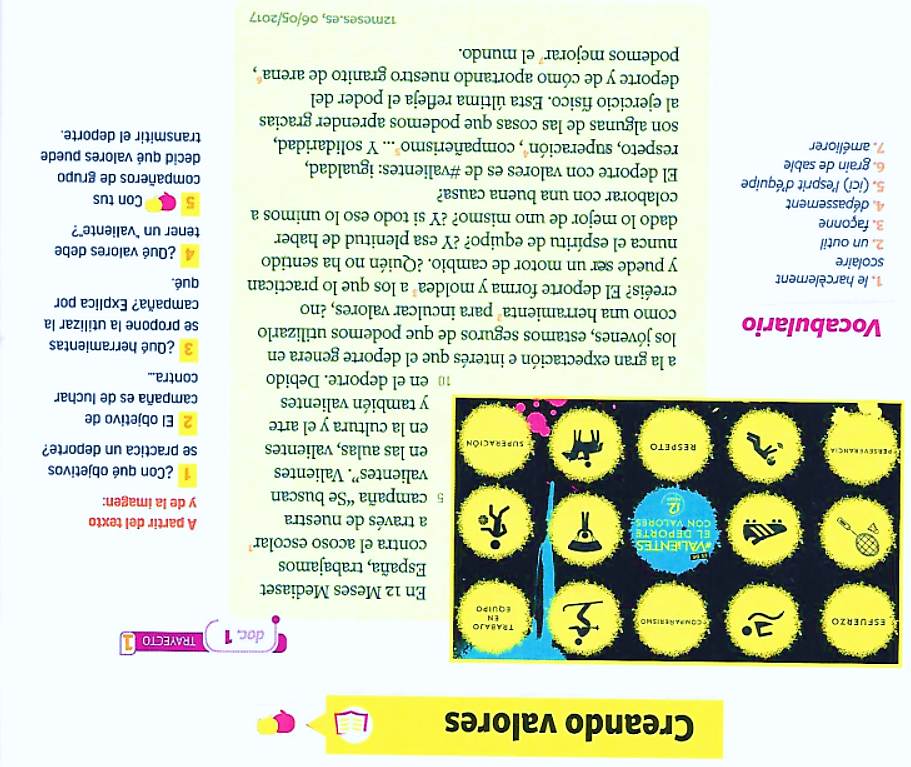 Creando valores
doc. 1
TRAYECTO 1
ESFUERZO
COMPAÑERISMO
TRABAJO
EN
EQUIPO
ES DE
#VALIENTES
EL DEPORTE
CON VALORES
12
MESES
PERSEVERANCIA
RESPETO
SUPERACIÓN
En 12 Meses Mediaset
España, trabajamos
contra el acoso escolar1
a través de nuestra
5 campaña “Se buscan
valientes”. Valientes
en las aulas, valientes
en la cultura y el arte
y también valientes
10 en el deporte. Debido
a la gran expectación e interés que el deporte genera en
los jóvenes, estamos seguros de que podemos utilizarlo
como una herramienta2 para inculcar valores, ¿no
creéis? El deporte forma y moldea3 a los que lo practican
y puede ser un motor de cambio. ¿Quién no ha sentido
nunca el espíritu de equipo? ¿Y esa plenitud de haber
dado lo mejor de uno mismo? ¿Y si todo eso lo unimos a
colaborar con una buena causa?
El deporte con valores es de #valientes: igualdad,
respeto, superación4, compañerismo5... Y solidaridad,
son algunas de las cosas que podemos aprender gracias
al ejercicio físico. Esta última refleja el poder del
deporte y de cómo aportando nuestro granito de arena6,
podemos mejorar7 el mundo.
12meses.es, 06/05/2017
Vocabulario
1. le harcèlement
scolaire
2. un outil
3. façonne
4. dépassement
5. (ici) l'esprit d'équipe
6. grain de sable
7. améliorer
A partir del texto
y de la imagen:
1 ¿Con qué objetivos
se practica un deporte?
2 El objetivo de
campaña es de luchar
contra...
3 ¿Qué herramientas
se propone la utilizar la
campaña? Explica por
qué.
4 ¿Qué valores debe
tener un "valiente"?
5 Con tus
compañeros de grupo
decid qué valores puede
transmitir el deporte.